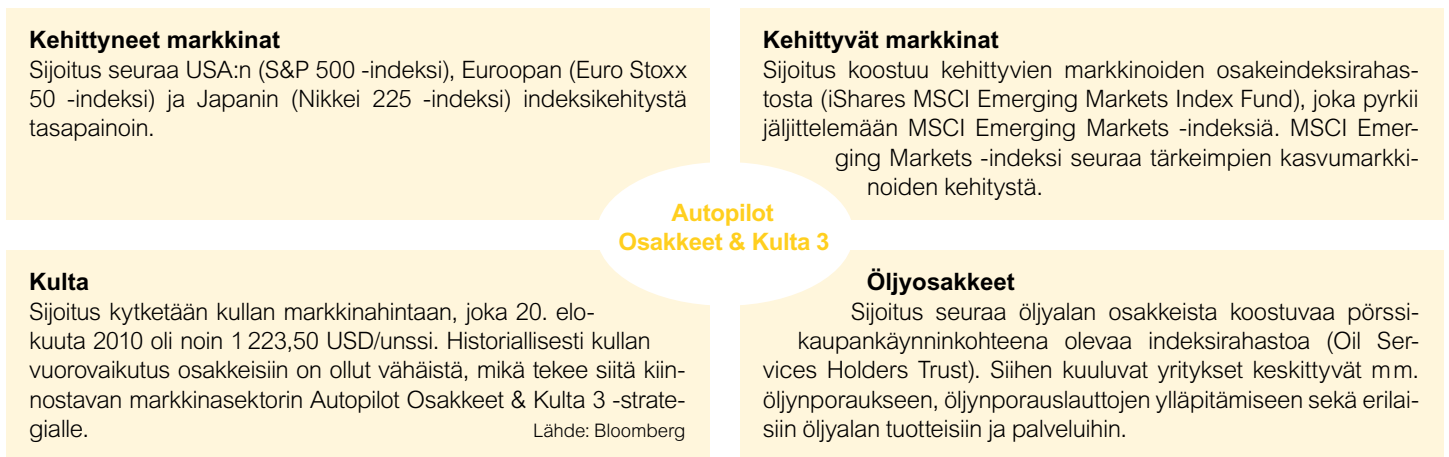 Kehittyneet markkinat
Sijoitus seuraa USA:n (S&P 500 -indeksi), Euroopan (Euro Stoxx
50 -indeksi) ja Japanin (Nikkei 225 -indeksi) indeksikehitystä
tasapainoin.
Kehittyvät markkinat
Sijoitus koostuu kehittyvien markkinoiden osakeindeksirahas-
tosta (iShares MSCI Emerging Markets Index Fund), joka pyrkii
jäljittelemään MSCI Emerging Markets -indeksiä. MSCI Emer-
ging Markets -indeksi seuraa tärkeimpien kasvumarkki-
noiden kehitystä.
Autopilot
Osakkeet & Kulta 3
Kulta
Sijoitus kytketään kullan markkinahintaan, joka 20. elo-
kuuta 2010 oli noin 1 223,50 USD/unssi. Historiallisesti kullan
vuorovaikutus osakkeisiin on ollut vähäistä, mikä tekee siitä kiin-
nostavan markkinasektorin Autopilot Osakkeet & Kulta 3 -strate-
gialle. Lähde: Bloomberg
Öljyosakkeet
Sijoitus seuraa öljyalan osakkeista koostuvaa pörssi-
kaupankäynninkohteena olevaa indeksirahastoa (Oil Ser-
vices Holders Trust). Siihen kuuluvat yritykset keskittyvät mm.
öljynporaukseen, öljynporauslauttojen ylläpitämiseen sekä erilai-
siin öljyalan tuotteisiin ja palveluihin.